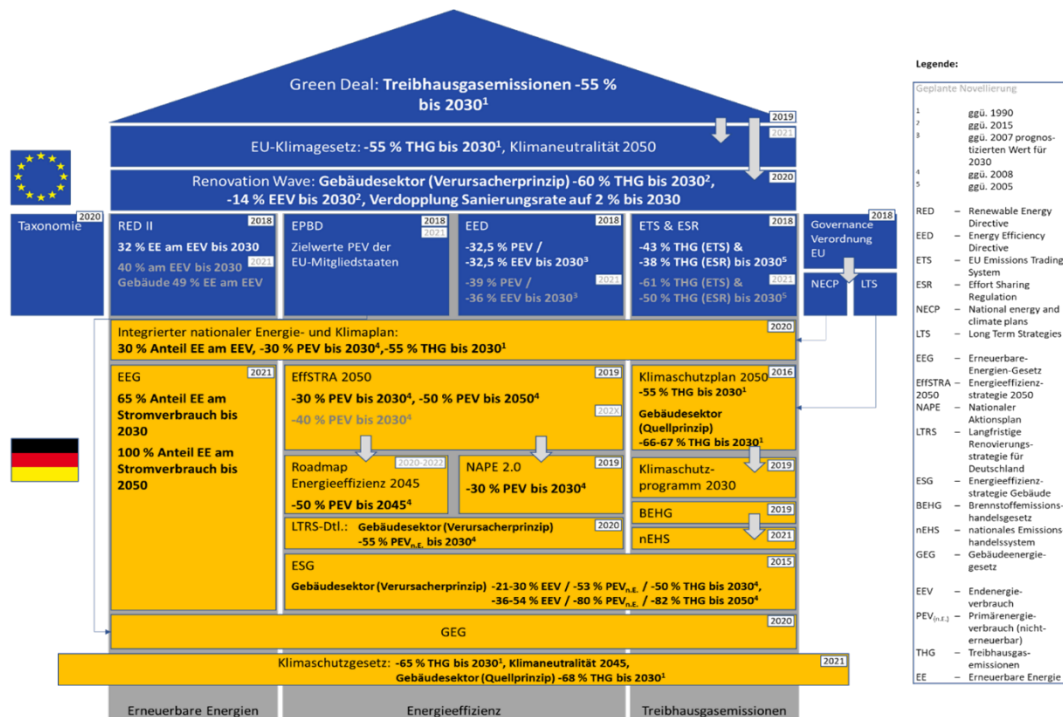 Green Deal: Treibhausgasemissionen -55 %
bis 2030¹
2019
2021
EU-Klimagesetz: -55 % THG bis 2030¹, Klimaneutralität 2050
2020
Renovation Wave: Gebäudesektor (Verursacherprinzip) -60 % THG bis 2030²,
-14 % EEV bis 2030², Verdopplung Sanierungsrate auf 2 % bis 2030
2020
Taxonomie
2018
RED II
32 % EE am EEV bis 2030
2021
40 % am EEV bis 2030
Gebäude 49 % EE am EEV
2018
2021
EPBD
Zielwerte PEV der
EU-Mitgliedstaaten
2018
EED
-32,5 % PEV /
-32,5 % EEV bis 2030³
2021
-39 % PEV /
-36 % EEV bis 2030³
2018
ETS & ESR
-43 % THG (ETS) &
-38 % THG (ESR) bis 2030⁵
2021
-61 % THG (ETS) &
-50 % THG (ESR) bis 2030⁵
2018
Governance
Verordnung
EU
NECP
LTS
2020
Integrierter nationaler Energie- und Klimaplan:
30 % Anteil EE am EEV, -30 % PEV bis 2030⁴,-55 % THG bis 2030¹
2021
EEG
65 % Anteil EE am
Stromverbrauch bis
2030
100 % Anteil EE am
Stromverbrauch bis
2050
2019
EffSTRA 2050
-30 % PEV bis 2030⁴, -50 % PEV bis 2050⁴
202X
-40 % PEV bis 2030⁴
2016
Klimaschutzplan 2050
-55 % THG bis 2030¹
Gebäudesektor
(Quellprinzip)
-66-67 % THG bis 2030¹
2020-2022
Roadmap
Energieeffizienz 2045
-50 % PEV bis 2045⁴
2019
NAPE 2.0
-30 % PEV bis 2030⁴
2019
Klimaschutz-
programm 2030
2019
BEHG
2021
nEHS
2020
LTRS-Dtl.: Gebäudesektor (Verursacherprinzip)
-55 % PEVn.E. bis 2030⁴
2015
ESG
Gebäudesektor (Verursacherprinzip) -21-30 % EEV / -53 % PEVn.E. / -50 % THG bis 2030⁴,
-36-54 % EEV / -80 % PEVn.E. / -82 % THG bis 2050⁴
2020
GEG
2021
Klimaschutzgesetz: -65 % THG bis 2030¹, Klimaneutralität 2045,
Gebäudesektor (Quellprinzip) -68 % THG bis 2030¹
Erneuerbare Energien
Energieeffizienz
Treibhausgasemissionen
Legende:
Geplante Novellierung
1 ggü. 1990
2 ggü. 2015
3 ggü. 2007 prognos-
tizierten Wert für
2030
4 ggü. 2008
5 ggü. 2005
RED – Renewable Energy
Directive
EED – Energy Efficiency
Directive
ETS – EU Emissions Trading
System
ESR – Effort Sharing
Regulation
NECP – National energy and
climate plans
LTS – Long Term Strategies
EEG – Erneuerbare-
Energien-Gesetz
EffSTRA – Energieeffizienz-
2050 strategie 2050
NAPE – Nationaler
Aktionsplan
LTRS – Langfristige
Renovierungs-
strategie für
Deutschland
ESG – Energieeffizienz-
strategie Gebäude
BEHG – Brennstoffemissions-
handelsgesetz
nEHS – nationales Emissions
handelssystem
GEG – Gebäudeenergie-
gesetz
EEV – Endenergie-
verbrauch
PEV(n.E.) – Primärenergie-
verbrauch (nicht-
erneuerbar)
THG – Treibhausgas-
emissionen
EE – Erneuerbare Energie